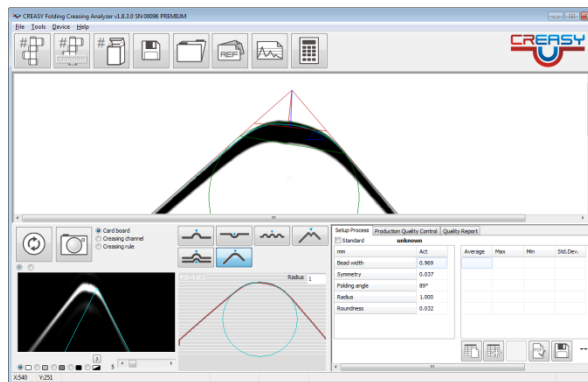 CREASY Folding Creasing Analyzer v1.8.3.0 SN:00086 PREMIUM
File Tools Device Help
# # # REF
CREASY
Card board
Creasing channel
Creasing rule
Radius 1
5
Setup Process Production Quality Control Quality Report
Standard unknown
mm Act
Bead width 0.969
Symmetry 0.037
Folding angle 89°
Radius 1.000
Roundness 0.032
Average Max Min Std.Dev.
--
X:540 Y:251